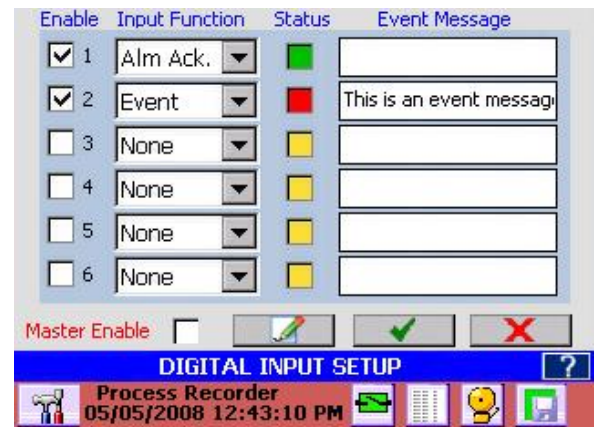 Enable Input Function Status Event Message
1 Alm Ack.
2 Event This is an event messag
3 None
4 None
5 None
6 None
Master Enable
DIGITAL INPUT SETUP ?
Process Recorder
05/05/2008 12:43:10 PM